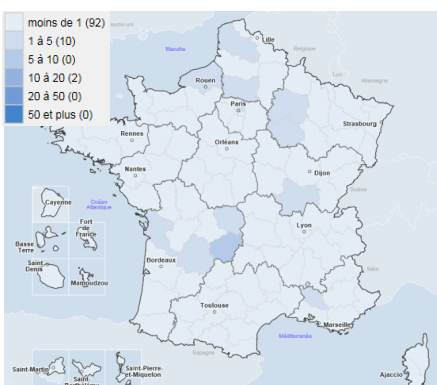 moins de 1 (92)
1 à 5 (10)
5 à 10 (0)
10 à 20 (2)
20 à 50 (0)
50 et plus (0)
Manche
Lille
Belgique
Lux
Allemagne
Rouen
Paris
Strasbourg
Rennes
Orléans
Nantes
Dijon
Suisse
Cayenne
Océan
Atlantique
Fort
de
France
Basse
Terre
Lyon
Saint
Denis
Mamoudzou
Bordeaux
Italie
Toulouse
Marseille
Méditerranée
Espagne
Saint-Martin
Saint-Pierre-
et-Miquelon
Saint-
Ajaccio